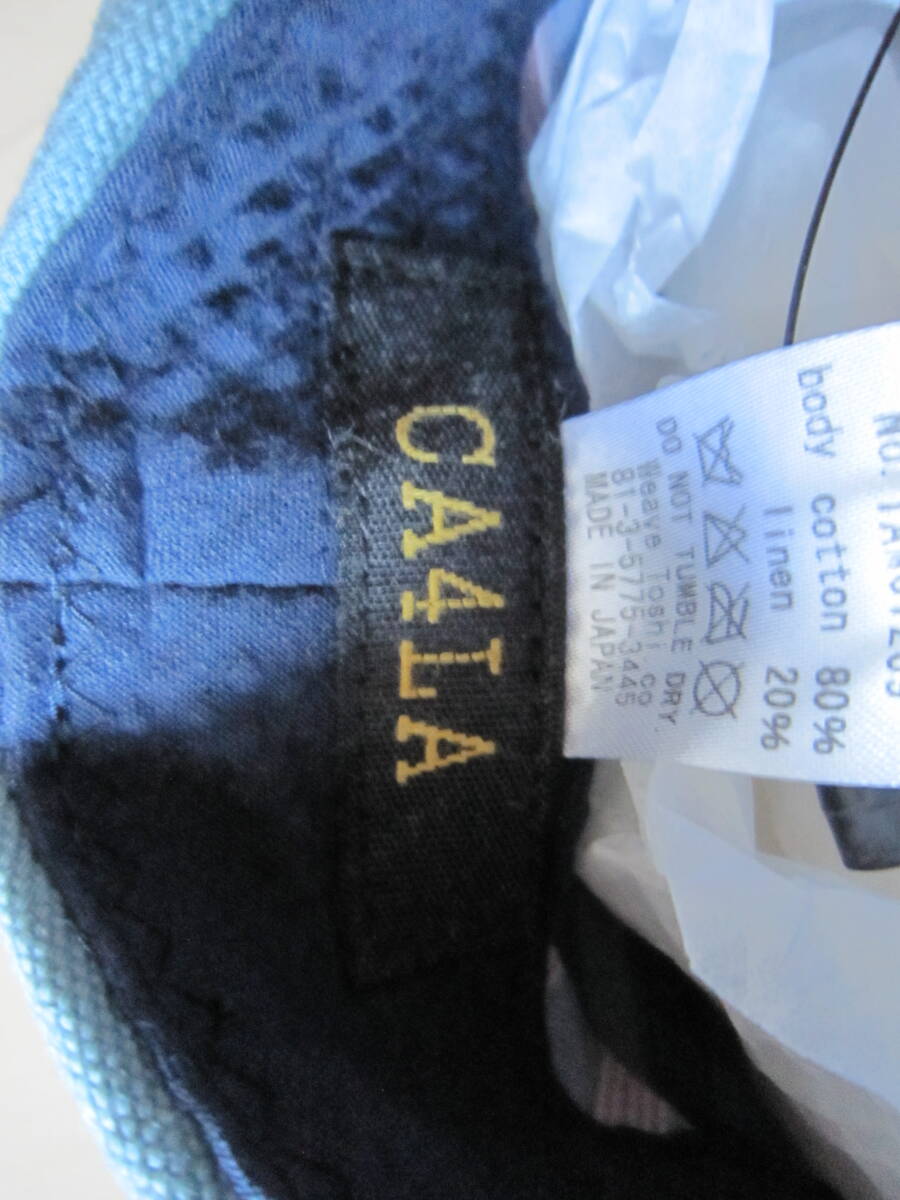 CA4LA
body cotton 80%
linen 20%
DO NOT TUMBLE DRY.
Weave Toshi.co
81-3-5775-3445
MADE IN JAPAN